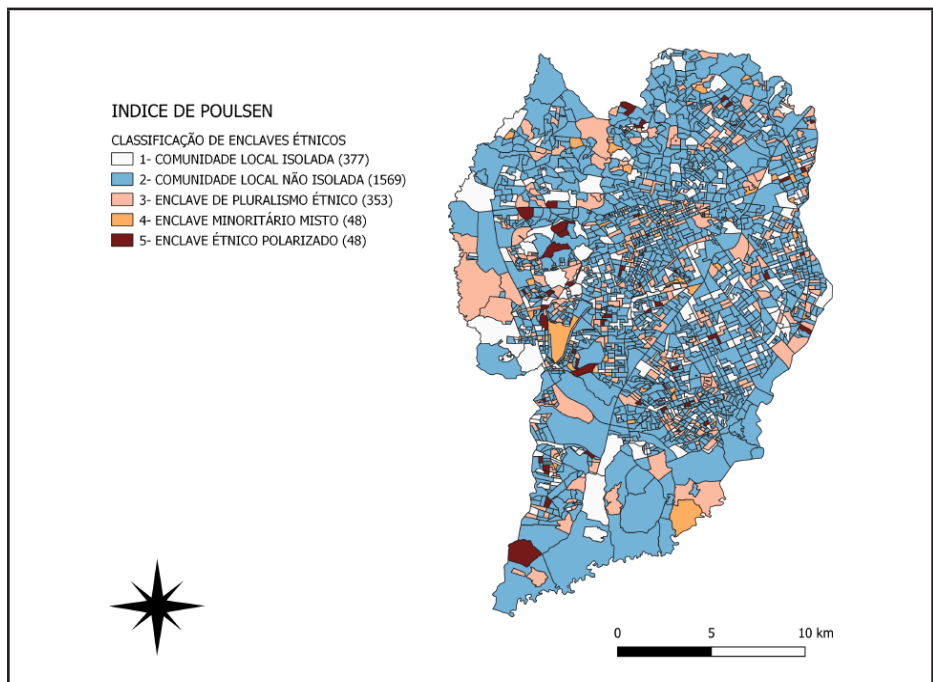 INDICE DE POULSEN
CLASSIFICAÇÃO DE ENCLAVES ÉTNICOS
1- COMUNIDADE LOCAL ISOLADA (377)
2- COMUNIDADE LOCAL NÃO ISOLADA (1569)
3- ENCLAVE DE PLURALISMO ÉTNICO (353)
4- ENCLAVE MINORITÁRIO MISTO (48)
5- ENCLAVE ÉTNICO POLARIZADO (48)
0 5 10 km